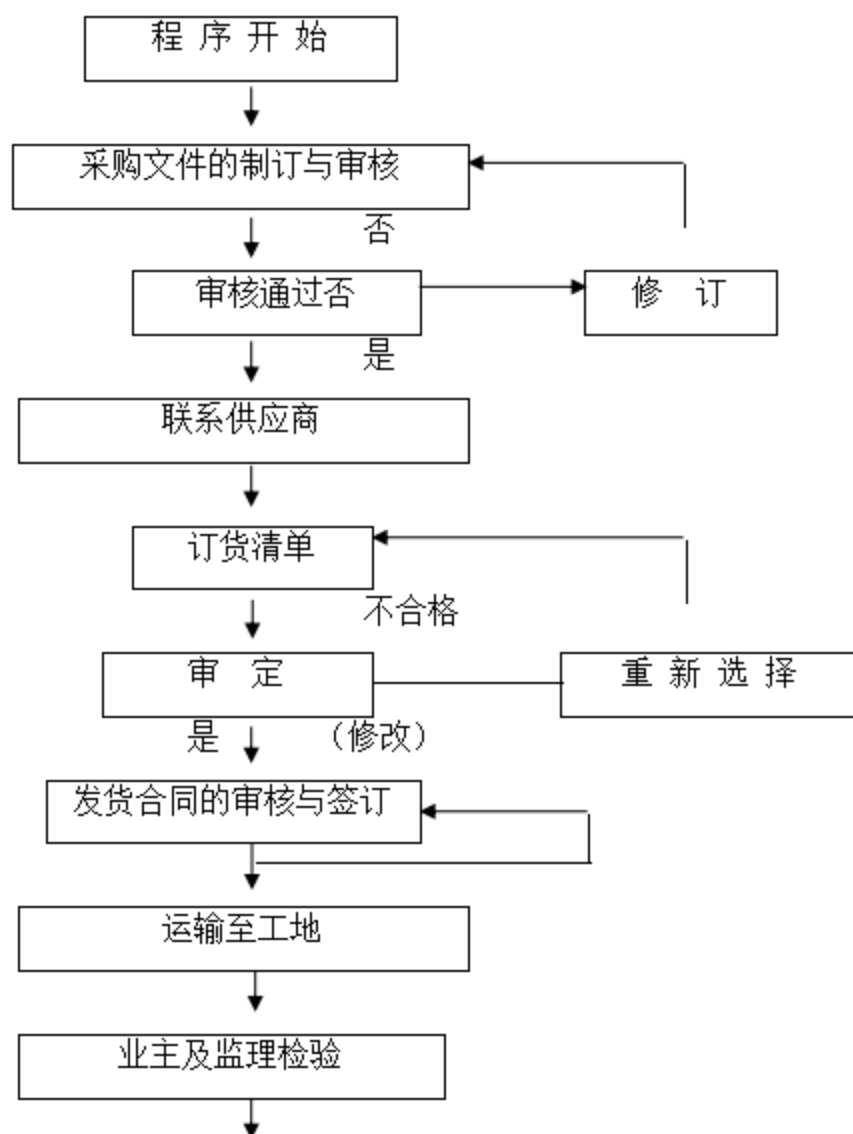 程 序 开 始
采购文件的制订与审核
否
审核通过否
修 订
是
联系供应商
订货清单
不合格
审 定
重 新 选 择
是
（修改）
发货合同的审核与签订
运输至工地
业主及监理检验